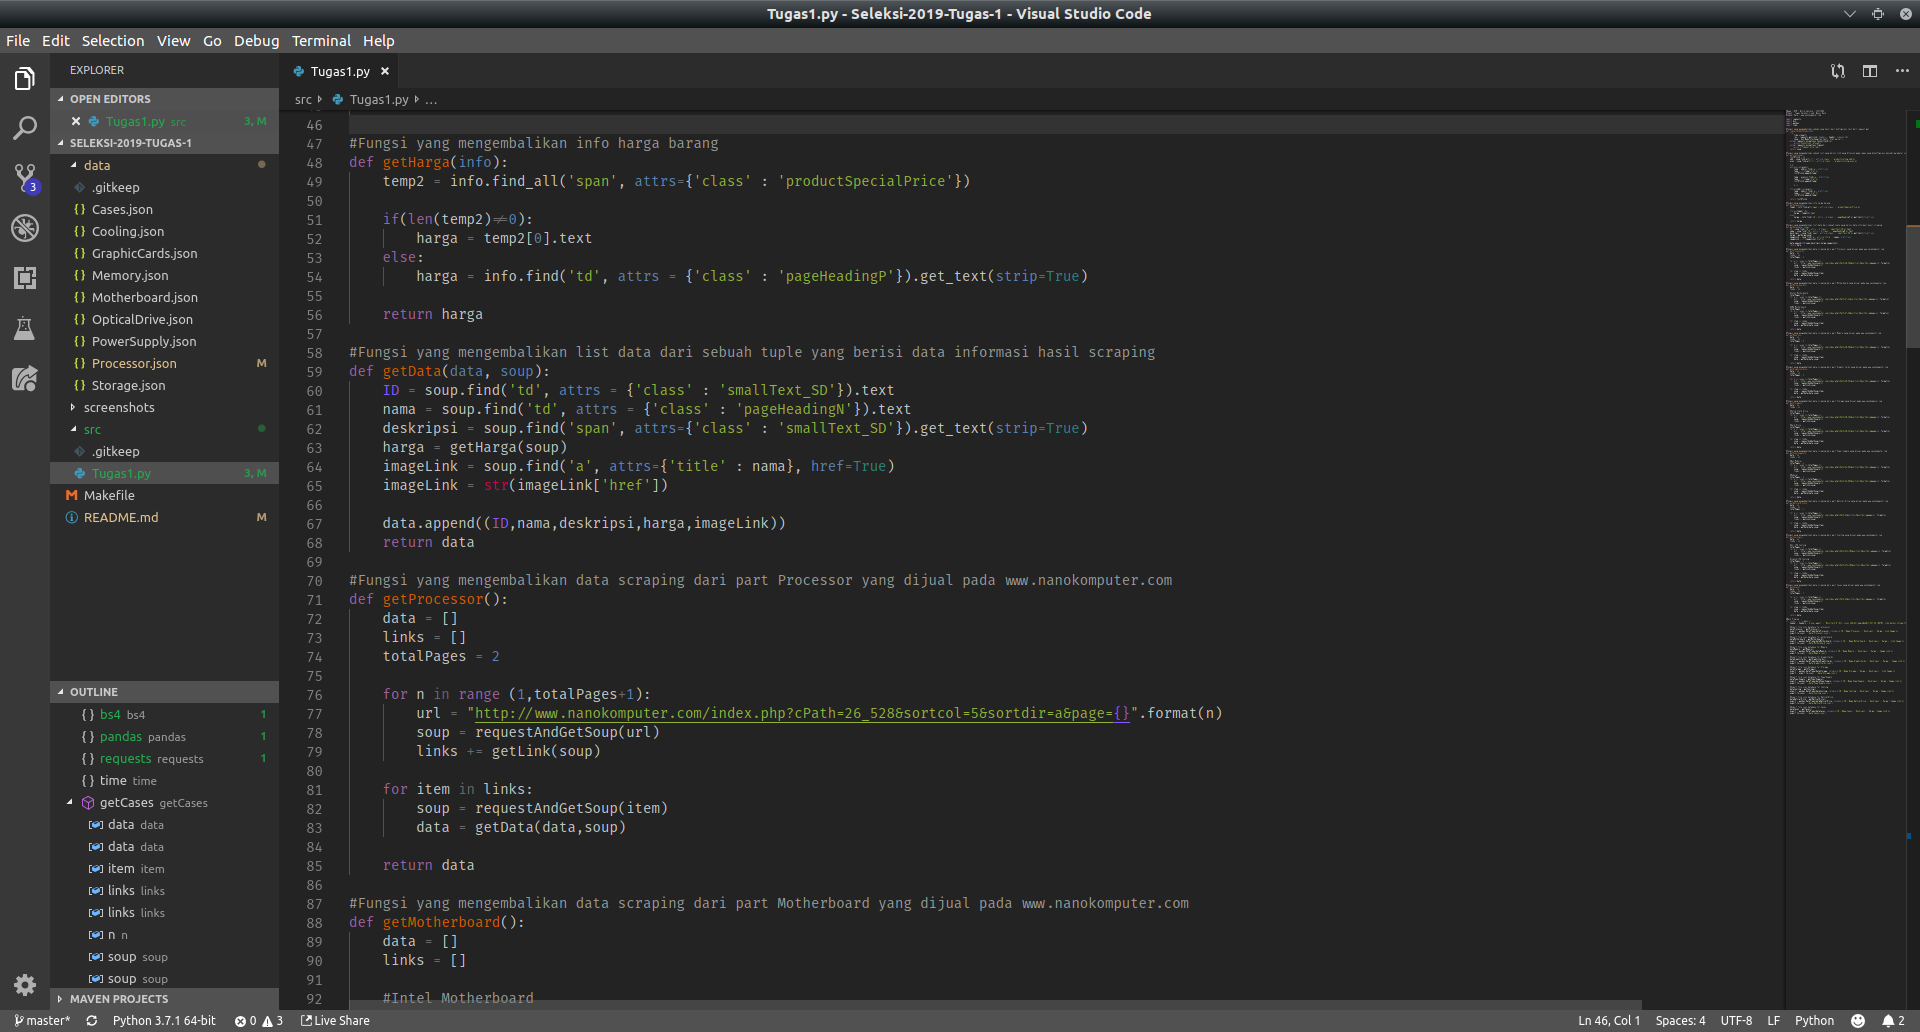 Tugas1.py - Seleksi-2019-Tugas-1 - Visual Studio Code
File Edit Selection View Go Debug Terminal Help
EXPLORER
OPEN EDITORS
Tugas1.py src 3, M
SELEKSI-2019-TUGAS-1
data
.gitkeep
{} Cases.json
{} Cooling.json
{} GraphicCards.json
{} Memory.json
{} Motherboard.json
{} OpticalDrive.json
{} PowerSupply.json
{} Processor.json M
{} Storage.json
screenshots
src
.gitkeep
Tugas1.py 3, M
M Makefile
README.md M
OUTLINE
{} bs4 bs4 1
{} pandas pandas 1
{} requests requests 1
{} time time
getCases getCases
data data
data data
item item
links links
links links
n n
soup soup
soup soup
MAVEN PROJECTS
3
Tugas1.py
src Tugas1.py ...
46
47 #Fungsi yang mengembalikan info harga barang
48 def getHarga(info):
49 temp2 = info.find_all('span', attrs={'class' : 'productSpecialPrice'})
50
51 if(len(temp2)≠0):
52 harga = temp2[0].text
53 else:
54 harga = info.find('td', attrs = {'class' : 'pageHeadingP'}).get_text(strip=True)
55
56 return harga
57
58 #Fungsi yang mengembalikan list data dari sebuah tuple yang berisi data informasi hasil scraping
59 def getData(data, soup):
60 ID = soup.find('td', attrs = {'class' : 'smallText_SD'}).text
61 nama = soup.find('td', attrs = {'class' : 'pageHeadingN'}).text
62 deskripsi = soup.find('span', attrs={'class' : 'smallText_SD'}).get_text(strip=True)
63 harga = getHarga(soup)
64 imageLink = soup.find('a', attrs={'title' : nama}, href=True)
65 imageLink = str(imageLink['href'])
66
67 data.append((ID,nama,deskripsi,harga,imageLink))
68 return data
69
70 #Fungsi yang mengembalikan data scraping dari part Processor yang dijual pada www.nanokomputer.com
71 def getProcessor():
72 data = []
73 links = []
74 totalPages = 2
75
76 for n in range (1,totalPages+1):
77 url = "http://www.nanokomputer.com/index.php?cPath=26_528&sortcol=5&sortdir=a&page={}".format(n)
78 soup = requestAndGetSoup(url)
79 links += getLink(soup)
80
81 for item in links:
82 soup = requestAndGetSoup(item)
83 data = getData(data,soup)
84
85 return data
86
87 #Fungsi yang mengembalikan data scraping dari part Motherboard yang dijual pada www.nanokomputer.com
88 def getMotherboard():
89 data = []
90 links = []
91
92 #Intel Motherboard
master* Python 3.7.1 64-bit 0 3 Live Share Ln 46, Col 1 Spaces: 4 UTF-8 LF Python 2